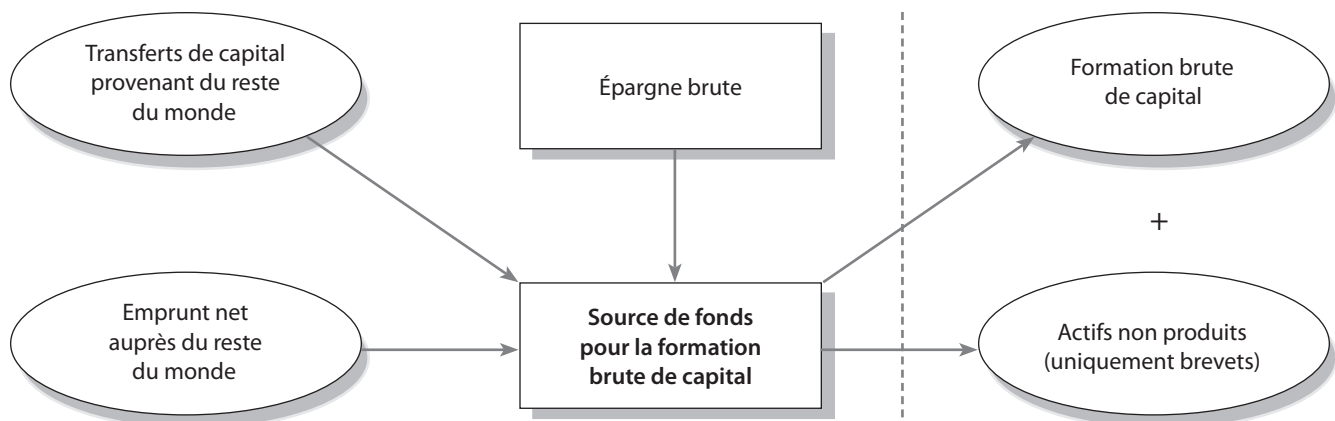 Transferts de capital
provenant du reste
du monde
Épargne brute
Formation brute
de capital
+
Emprunt net
auprès du reste
du monde
Source de fonds
pour la formation
brute de capital
Actifs non produits
(uniquement brevets)